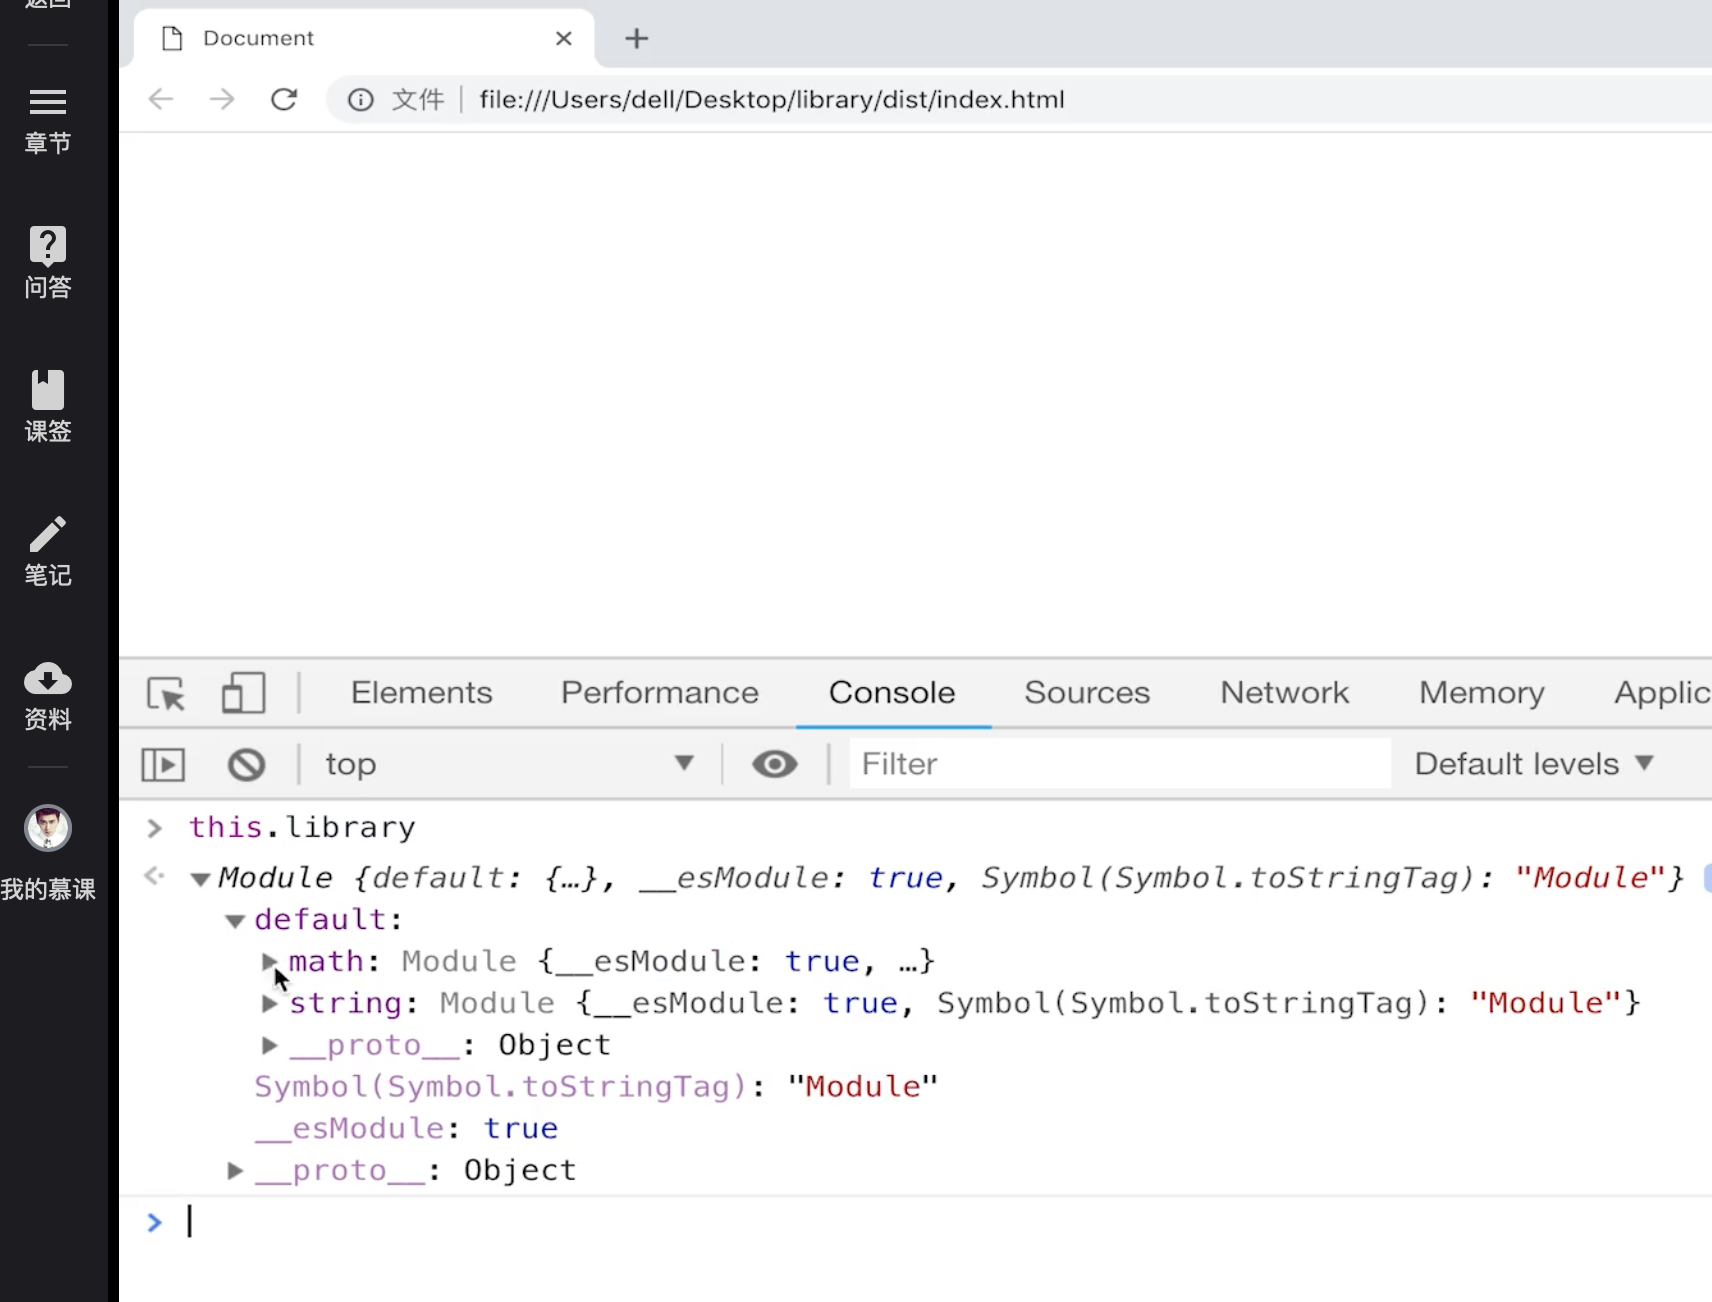 返回
章节
问答
课签
笔记
资料
我的慕课
Document
文件 file:///Users/dell/Desktop/library/dist/index.html
Elements Performance Console Sources Network Memory Applic
top Filter Default levels
this.library
Module {default: {…}, __esModule: true, Symbol(Symbol.toStringTag): "Module"}
default:
math: Module {__esModule: true, …}
string: Module {__esModule: true, Symbol(Symbol.toStringTag): "Module"}
__proto__: Object
Symbol(Symbol.toStringTag): "Module"
__esModule: true
__proto__: Object